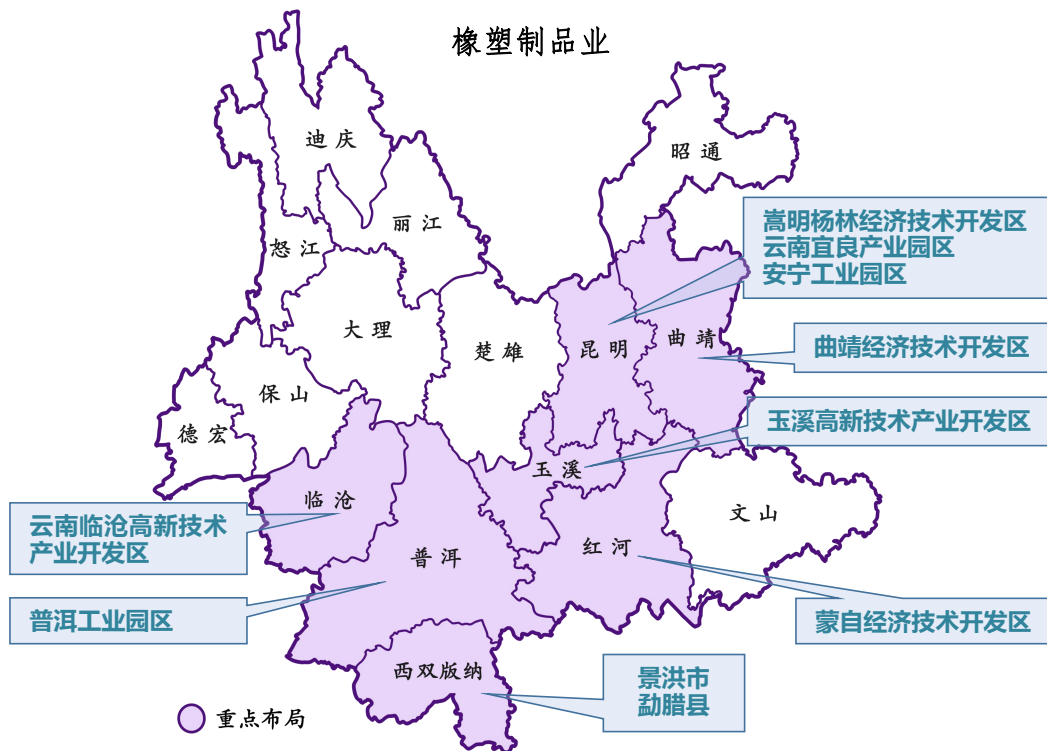 橡塑制品业
迪庆
昭通
丽江
怒江
嵩明杨林经济技术开发区
云南宜良产业园区
安宁工业园区
大理
楚雄
昆明
曲靖
曲靖经济技术开发区
保山
德宏
玉溪高新技术产业开发区
玉溪
临沧
文山
云南临沧高新技术
产业开发区
普洱
红河
普洱工业园区
蒙自经济技术开发区
西双版纳
景洪市
勐腊县
重点布局